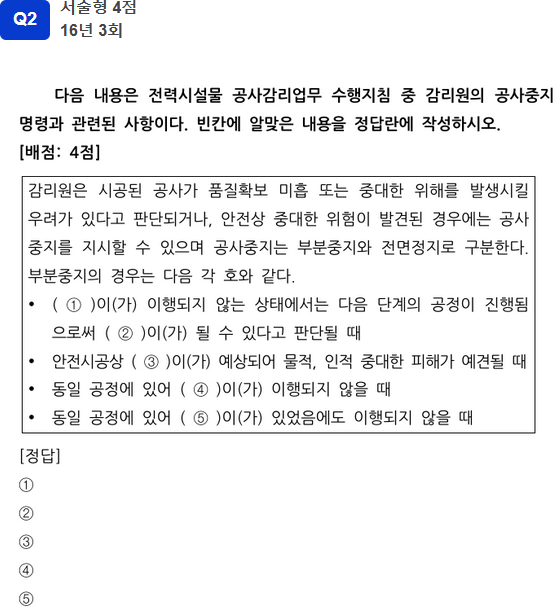 Q2
서술형 4점
16년 3회
다음 내용은 전력시설물 공사감리업무 수행지침 중 감리원의 공사중지
명령과 관련된 사항이다. 빈칸에 알맞은 내용을 정답란에 작성하시오.
[배점: 4점]
감리원은 시공된 공사가 품질확보 미흡 또는 중대한 위해를 발생시킬
우려가 있다고 판단되거나, 안전상 중대한 위험이 발견된 경우에는 공사
중지를 지시할 수 있으며 공사중지는 부분중지와 전면정지로 구분한다.
부분중지의 경우는 다음 각 호와 같다.
• ( ① )이(가) 이행되지 않는 상태에서는 다음 단계의 공정이 진행됨
으로써 ( ② )이(가) 될 수 있다고 판단될 때
• 안전시공상 ( ③ )이(가) 예상되어 물적, 인적 중대한 피해가 예견될 때
• 동일 공정에 있어 ( ④ )이(가) 이행되지 않을 때
• 동일 공정에 있어 ( ⑤ )이(가) 있었음에도 이행되지 않을 때
[정답]
①
②
③
④
⑤